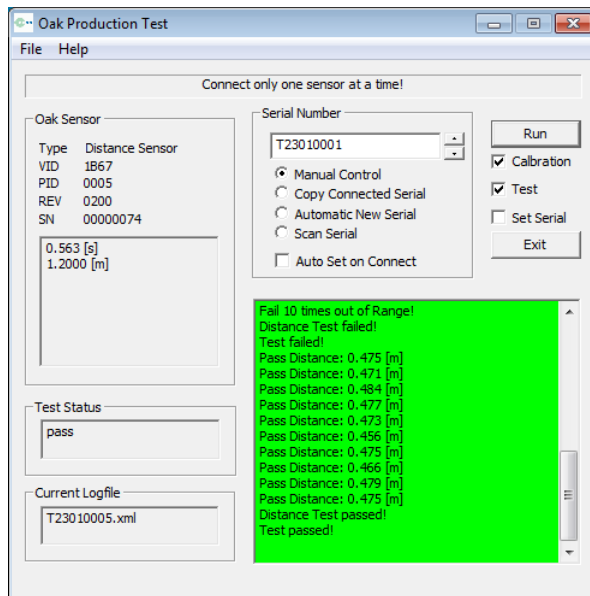 Oak Production Test
File Help
Connect only one sensor at a time!
Oak Sensor
Type Distance Sensor
VID 1B67
PID 0005
REV 0200
SN 00000074
0.563 [s]
1.2000 [m]
Test Status
pass
Current Logfile
T23010005.xml
Serial Number
T23010001
Manual Control
Copy Connected Serial
Automatic New Serial
Scan Serial
Auto Set on Connect
Run
Calbration
Test
Set Serial
Exit
Fail 10 times out of Range!
Distance Test failed!
Test failed!
Pass Distance: 0.475 [m]
Pass Distance: 0.471 [m]
Pass Distance: 0.484 [m]
Pass Distance: 0.477 [m]
Pass Distance: 0.473 [m]
Pass Distance: 0.456 [m]
Pass Distance: 0.475 [m]
Pass Distance: 0.466 [m]
Pass Distance: 0.479 [m]
Pass Distance: 0.475 [m]
Distance Test passed!
Test passed!